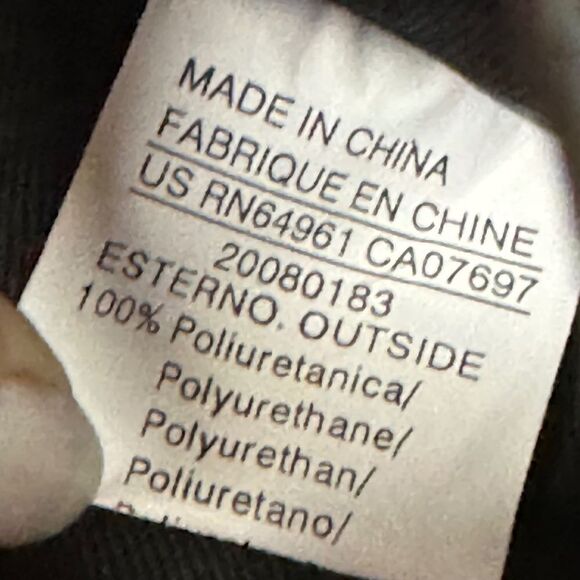 MADE IN CHINA
FABRIQUE EN CHINE
US RN64961 CA07697
20080183
ESTERNO. OUTSIDE
100% Poliuretanica/
Polyurethane/
Polyurethan/
Poliuretano/